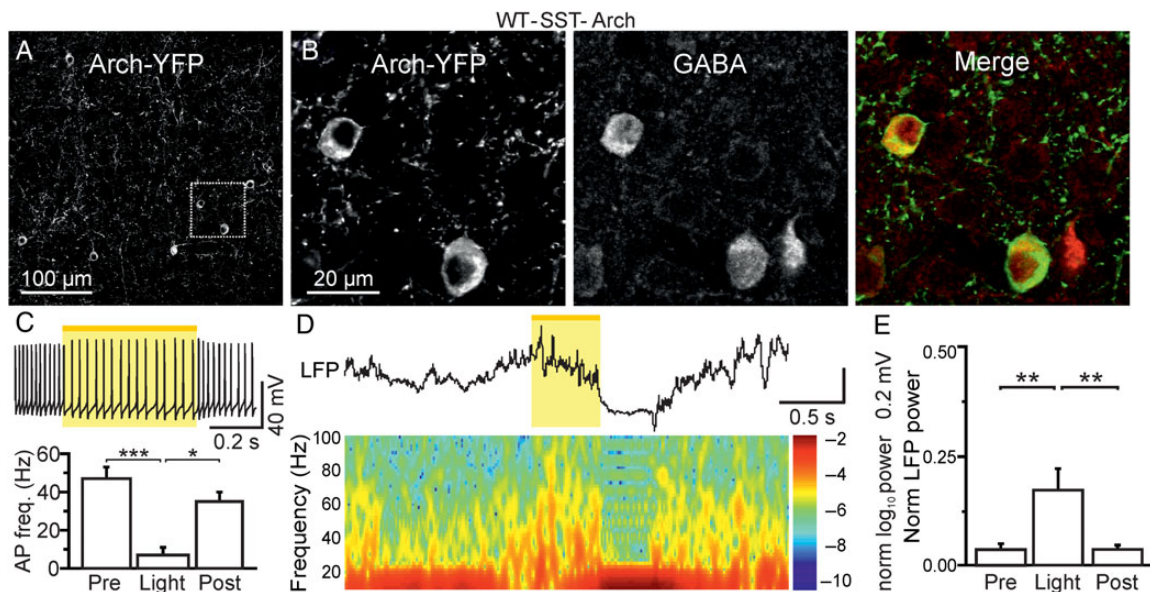 WT-SST-Arch
A Arch-YFP
100 µm
B Arch-YFP
20 µm
GABA
Merge
C
40 mV
0.2 s
AP freq. (Hz)
40
20
0
*** *
Pre Light Post
D
LFP
0.5 s
0.2 mV
Frequency (Hz)
100
80
60
40
20
−2
−4
−6
−8
−10
norm log10 power
E
Norm LFP power
0.50
0.25
0.00
** **
Pre Light Post